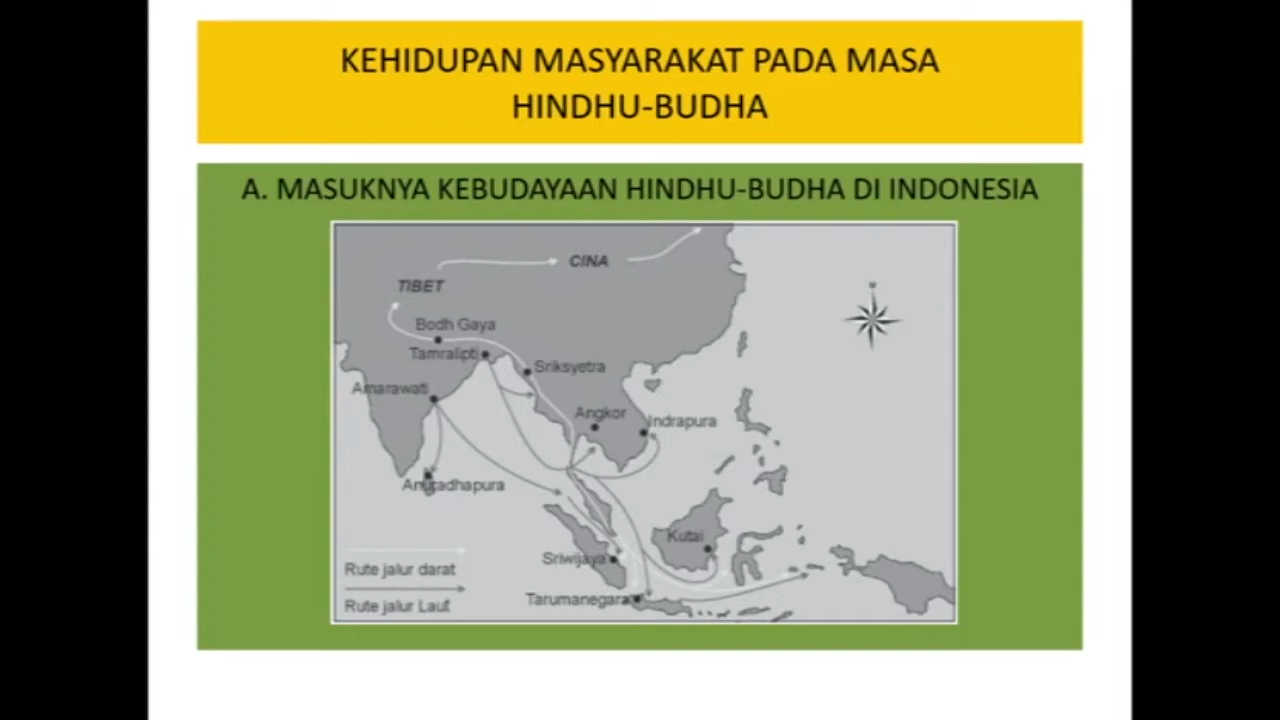 KEHIDUPAN MASYARAKAT PADA MASA
HINDHU-BUDHA
A. MASUKNYA KEBUDAYAAN HINDHU-BUDHA DI INDONESIA
CINA
TIBET
Bodh Gaya
Tamralipti
Sriksyetra
Amarawati
Angkor
Indrapura
Anuradhapura
Kutai
Sriwijaya
Rute jalur darat
Tarumanegara
Rute jalur Laut